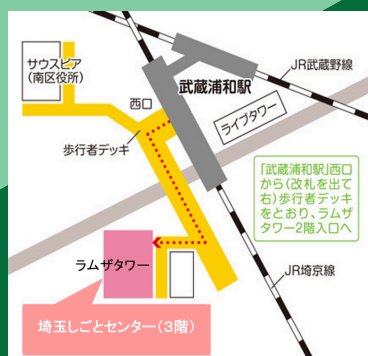 サウスピア
(南区役所)
武蔵浦和駅
JR武蔵野線
西口
ライブタワー
歩行者デッキ
「武蔵浦和駅」西口
から(改札を出て
右)歩行者デッキ
をとおり、ラムザ
タワー2階入口へ
ラムザタワー
JR埼京線
埼玉しごとセンター(3階)